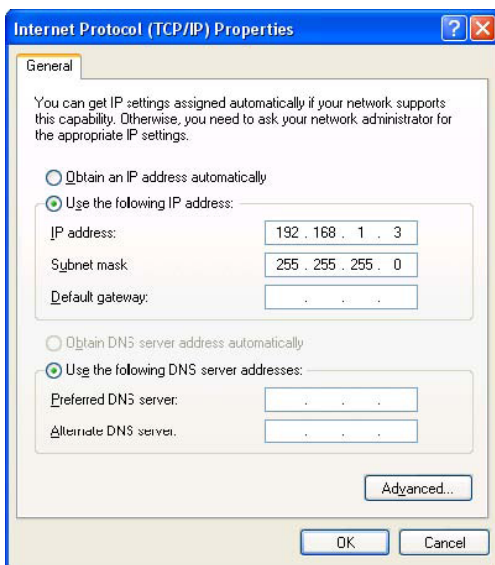 Internet Protocol (TCP/IP) Properties
General
You can get IP settings assigned automatically if your network supports
this capability. Otherwise, you need to ask your network administrator for
the appropriate IP settings.
Obtain an IP address automatically
Use the following IP address:
IP address: 192 . 168 . 1 . 3
Subnet mask 255 . 255 . 255 . 0
Default gateway: . . .
Obtain DNS server address automatically
Use the following DNS server addresses:
Preferred DNS server: . . .
Alternate DNS server. . . .
Advanced...
OK Cancel